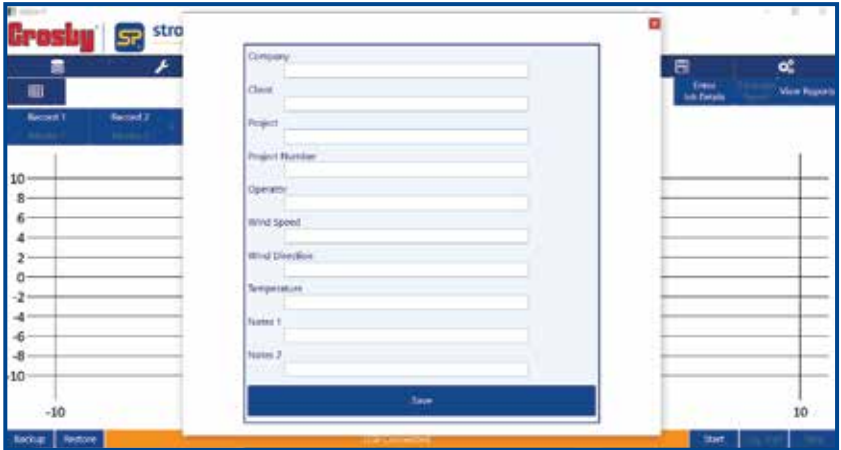 Crosby SP. stro
Enter
Job Details
View Reports
Record 1 Record 2
Company
Client
Project
Project Number
Operator
Wind Speed
Wind Direction
Temperature
Notes 1
Notes 2
Save
10
8
6
4
2
0
-2
-4
-6
-8
-10
-10 10
Backup Restore Start